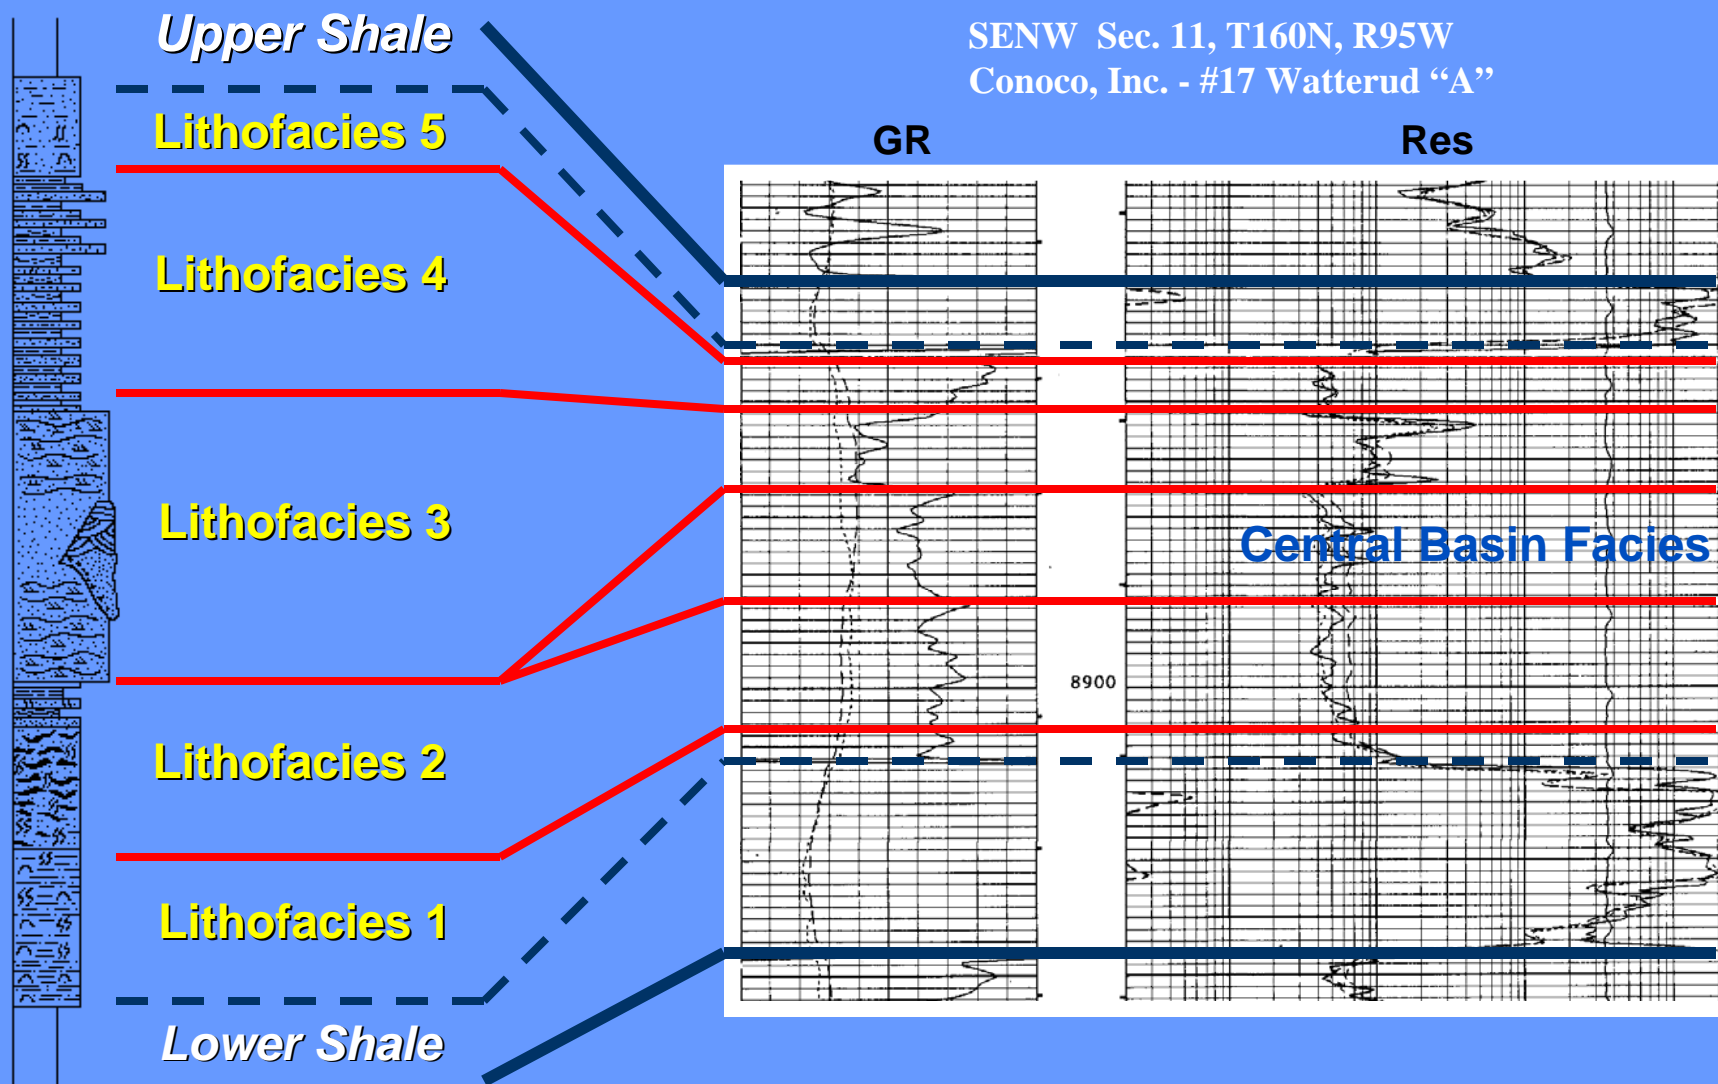 Upper Shale
SENW Sec. 11, T160N, R95W
Conoco, Inc. - #17 Watterud “A”
Lithofacies 5
GR
Res
Lithofacies 4
Lithofacies 3
Central Basin Facies
8900
Lithofacies 2
Lithofacies 1
Lower Shale